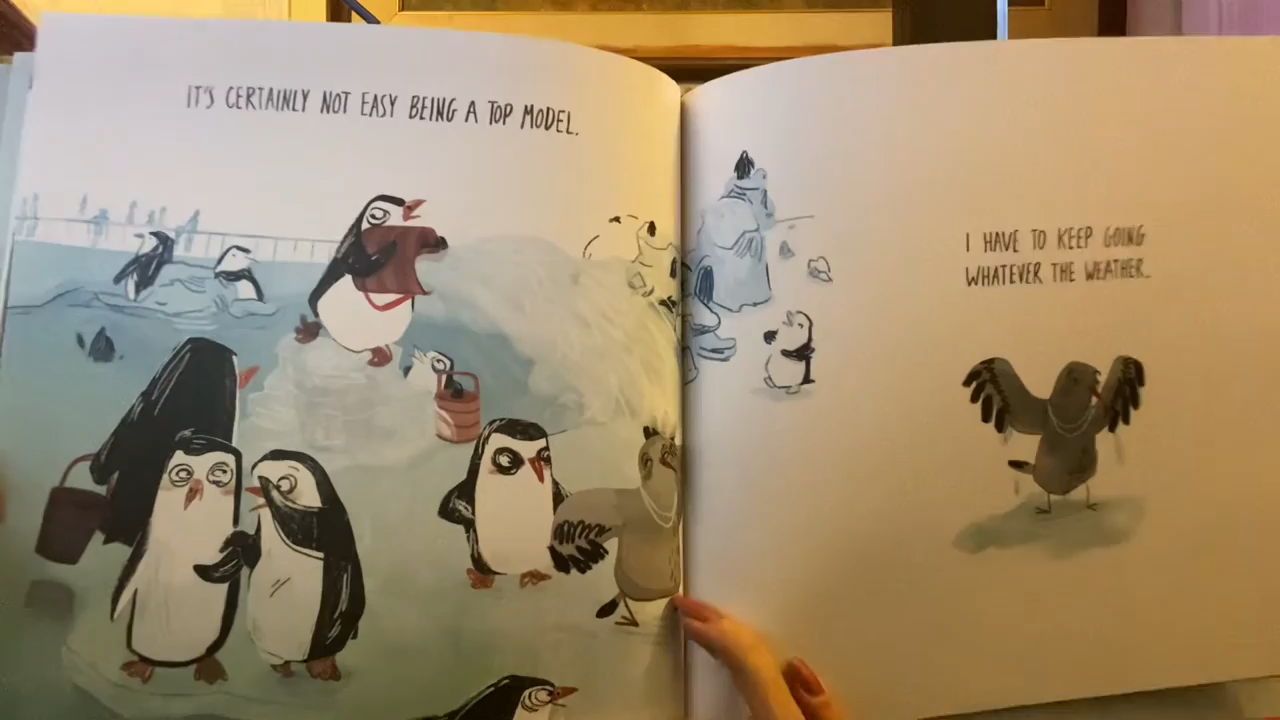 IT'S CERTAINLY NOT EASY BEING A TOP MODEL.
I HAVE TO KEEP GOING
WHATEVER THE WEATHER.